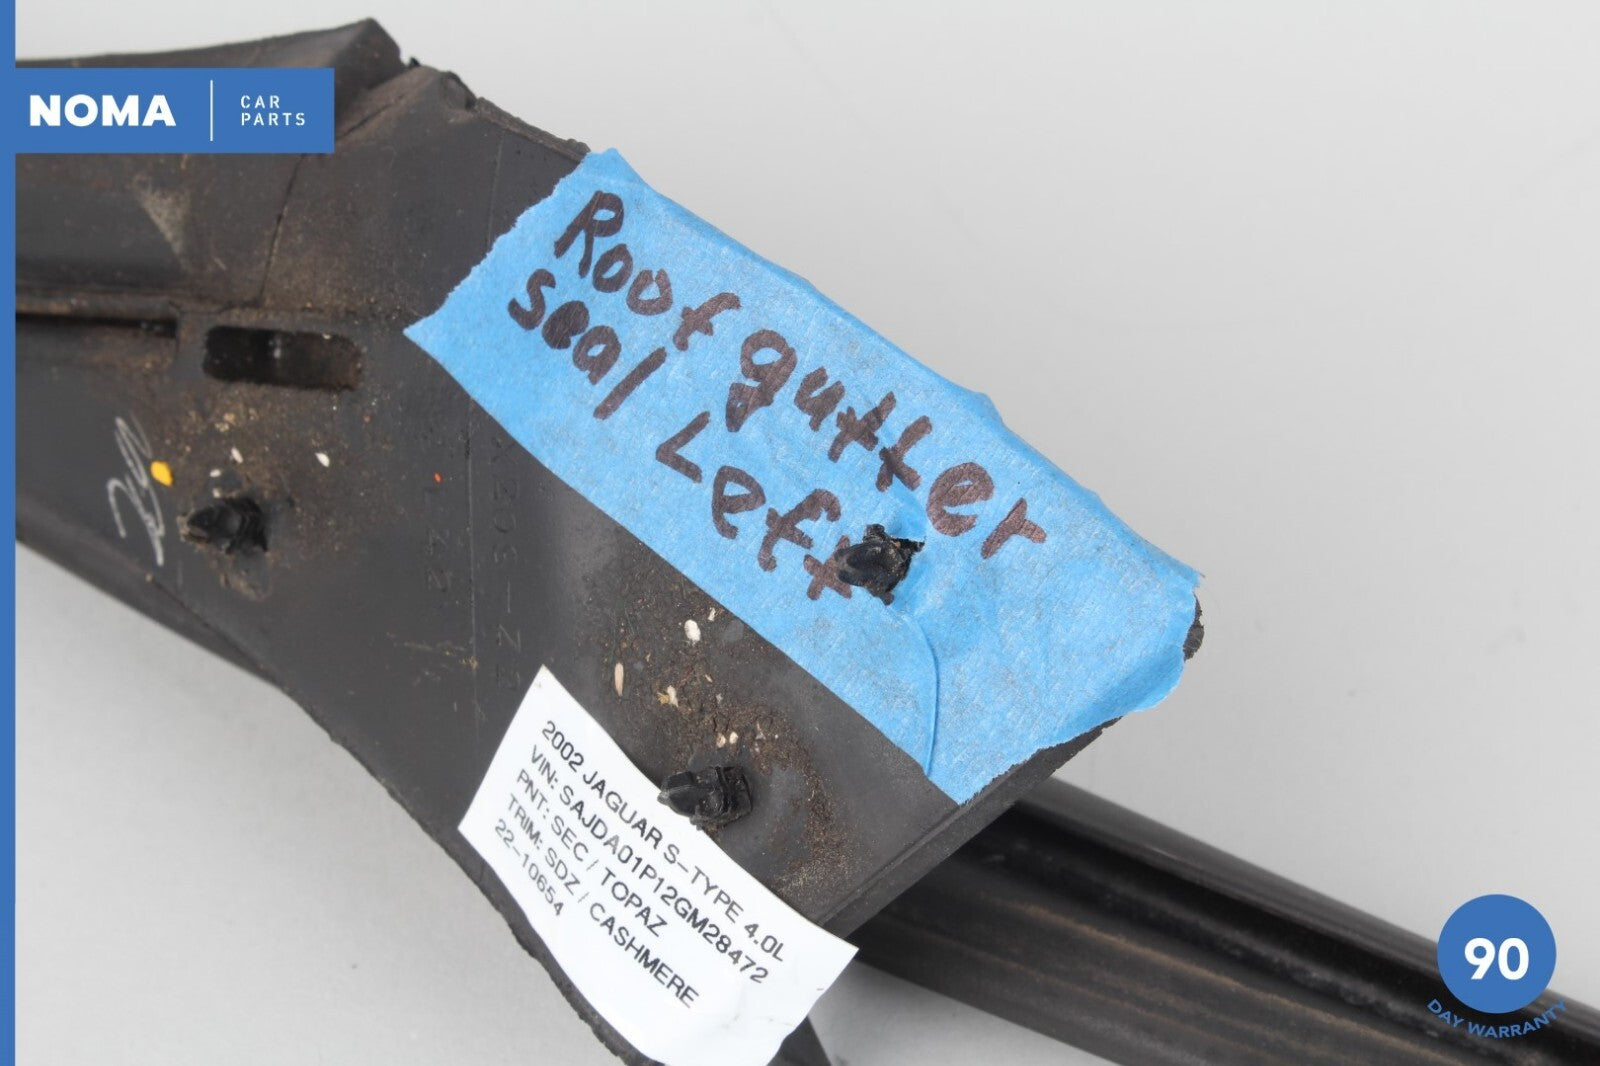 NOMA
CAR
PARTS
Roof gutter
seal Left
2002 JAGUAR S-TYPE 4.0L
VIN: SAJDA01P12GM28472
PNT: SEC / TOPAZ
TRIM: SDZ / CASHMERE
22-10654
90
DAY WARRANTY